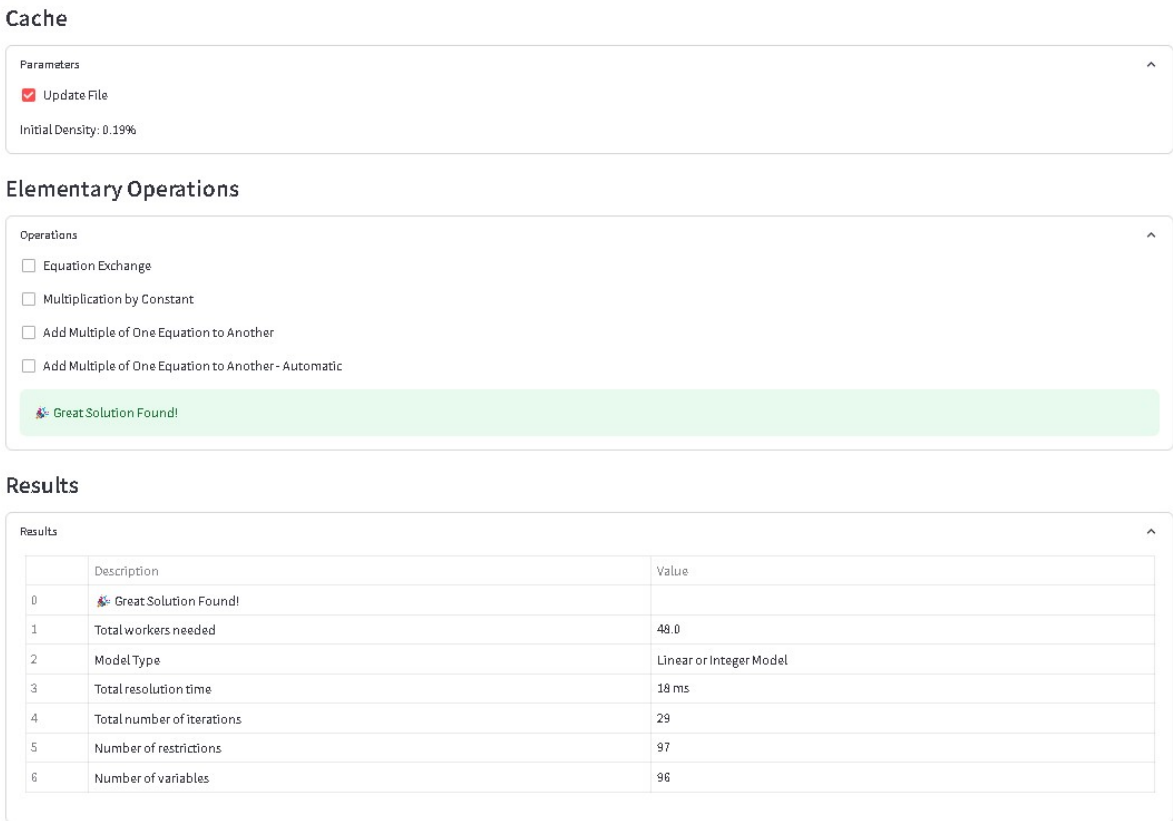 Cache
Parameters
Update File
Initial Density: 0.19%
Elementary Operations
Operations
Equation Exchange
Multiplication by Constant
Add Multiple of One Equation to Another
Add Multiple of One Equation to Another - Automatic
🎉 Great Solution Found!
Results
Results
Description Value
0 🎉 Great Solution Found!
1 Total workers needed 48.0
2 Model Type Linear or Integer Model
3 Total resolution time 18 ms
4 Total number of iterations 29
5 Number of restrictions 97
6 Number of variables 96